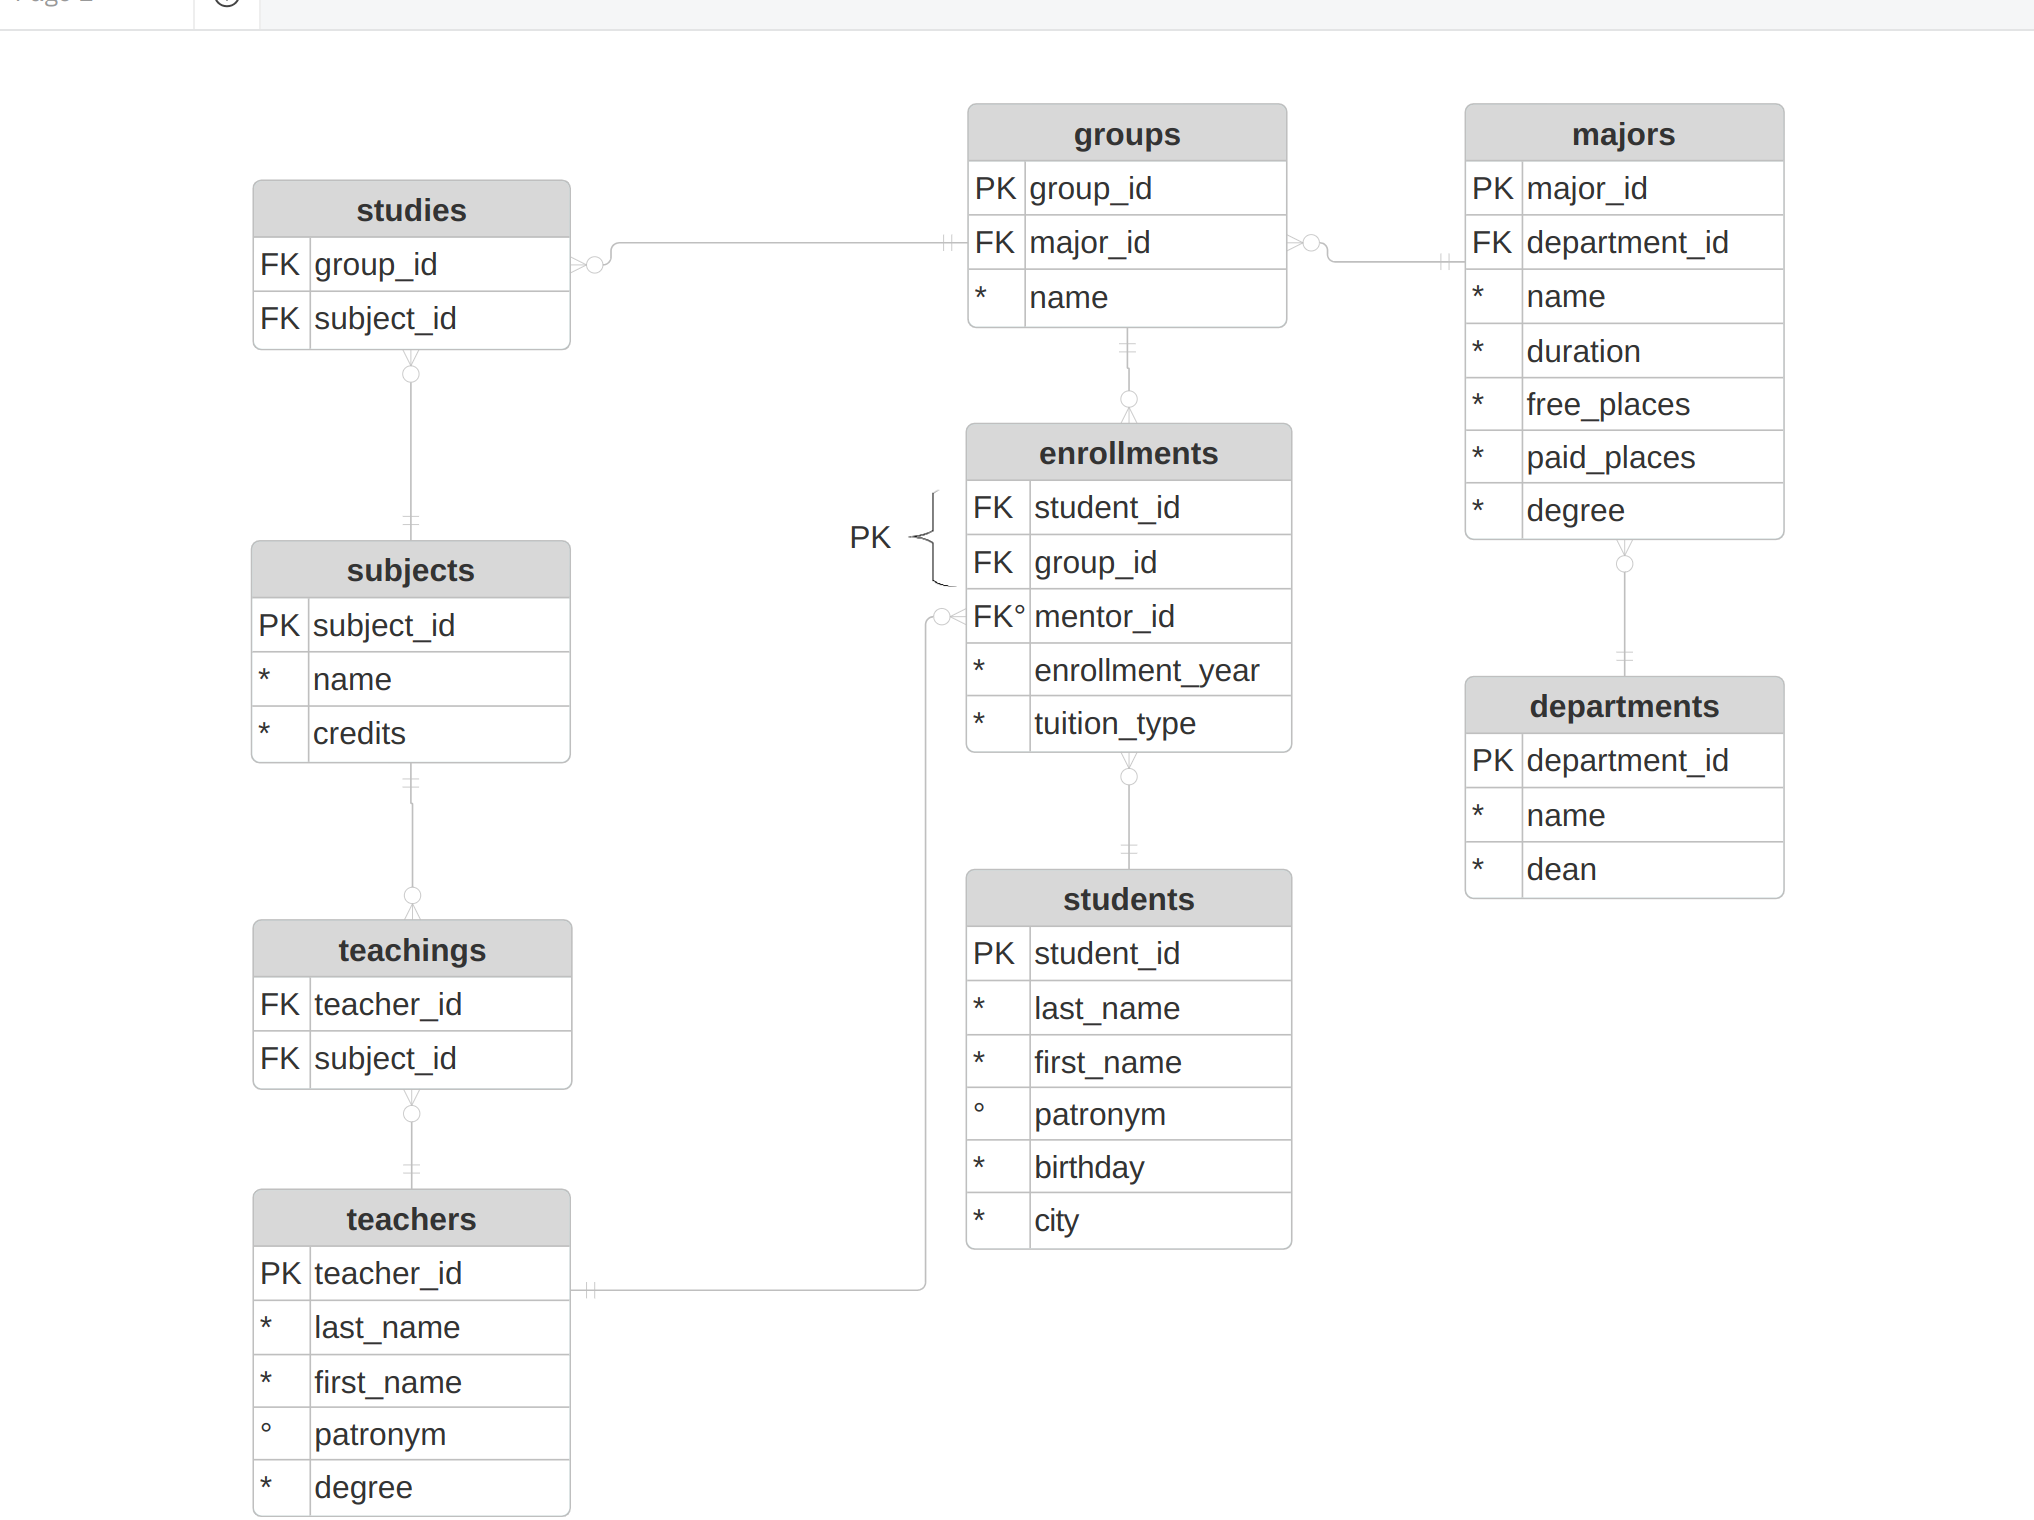 studies
FK group_id
FK subject_id
groups
PK group_id
FK major_id
* name
majors
PK major_id
FK department_id
* name
* duration
* free_places
* paid_places
* degree
subjects
PK subject_id
* name
* credits
PK
enrollments
FK student_id
FK group_id
FK° mentor_id
* enrollment_year
* tuition_type
departments
PK department_id
* name
* dean
teachings
FK teacher_id
FK subject_id
students
PK student_id
* last_name
* first_name
° patronym
* birthday
* city
teachers
PK teacher_id
* last_name
* first_name
° patronym
* degree